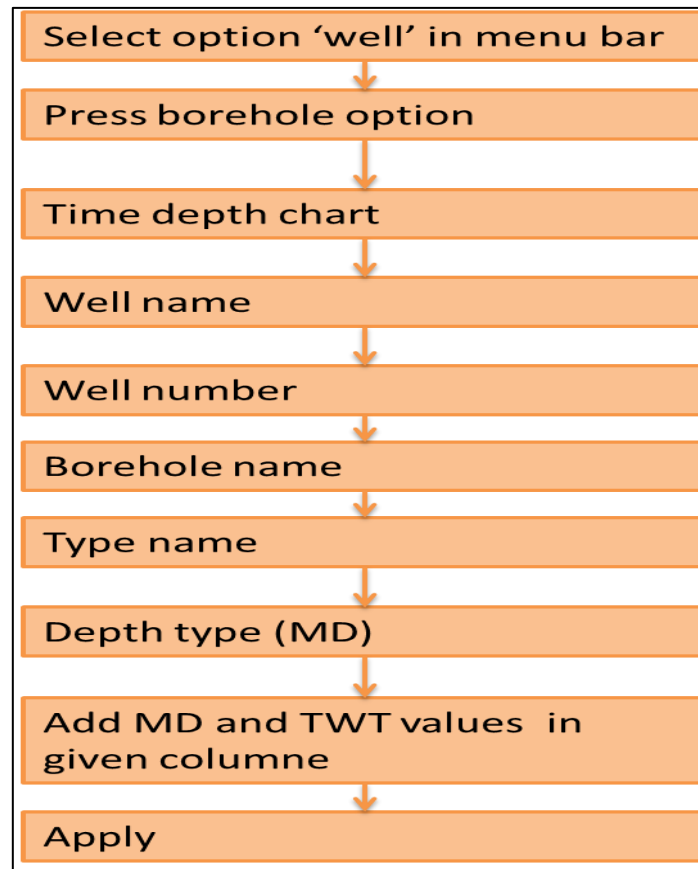 Select option ‘well’ in menu bar
Press borehole option
Time depth chart
Well name
Well number
Borehole name
Type name
Depth type (MD)
Add MD and TWT values in
given columne
Apply